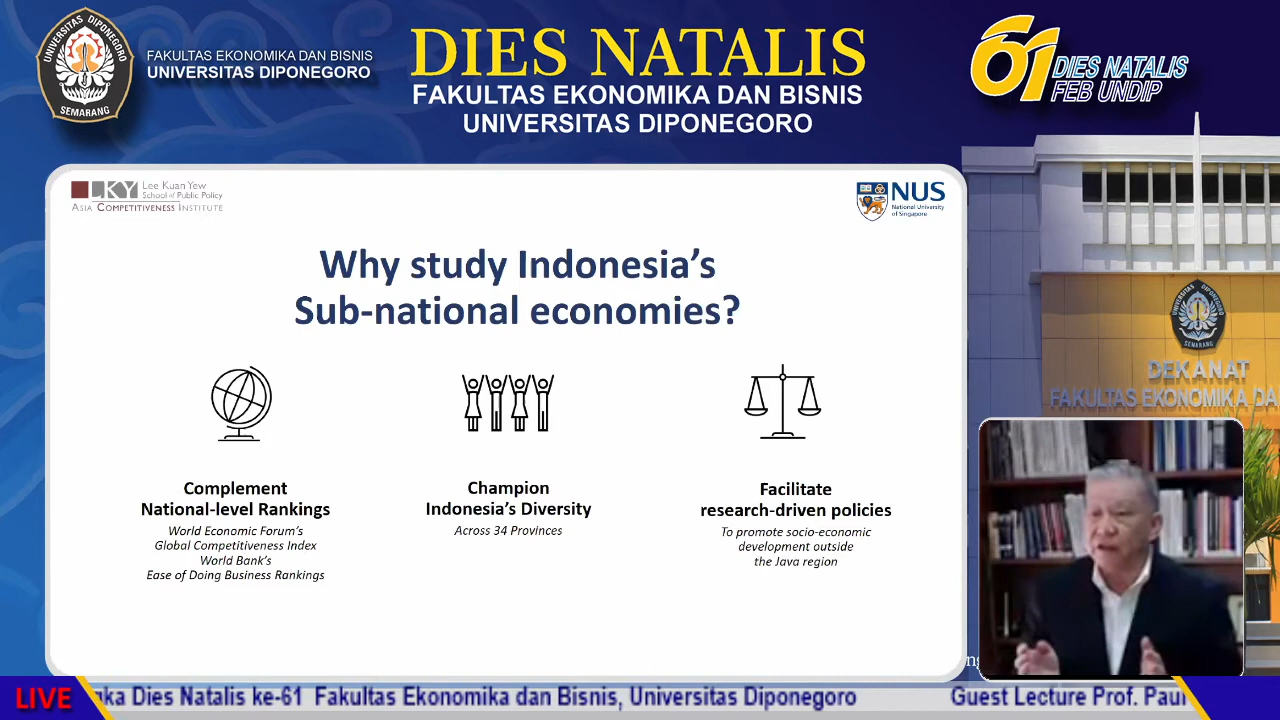 UNIVERSITAS DIPONEGORO
SEMARANG
FAKULTAS EKONOMIKA DAN BISNIS
UNIVERSITAS DIPONEGORO
DIES NATALIS
FAKULTAS EKONOMIKA DAN BISNIS
UNIVERSITAS DIPONEGORO
61
DIES NATALIS
FEB UNDIP
LKY
Lee Kuan Yew
School of Public Policy
ASIA COMPETITIVENESS INSTITUTE
NUS
National University
of Singapore
Why study Indonesia's
Sub-national economies?
Complement
National-level Rankings
World Economic Forum's
Global Competitiveness Index
World Bank's
Ease of Doing Business Rankings
Champion
Indonesia's Diversity
Across 34 Provinces
Facilitate
research-driven policies
To promote socio-economic
development outside
the Java region
SEMARANG
DEKANAT
FAKULTAS EKONOMIKA DA
LIVE
gka Dies Natalis ke-61 Fakultas Ekonomika dan Bisnis, Universitas Diponegoro Guest Lecture Prof. Paul